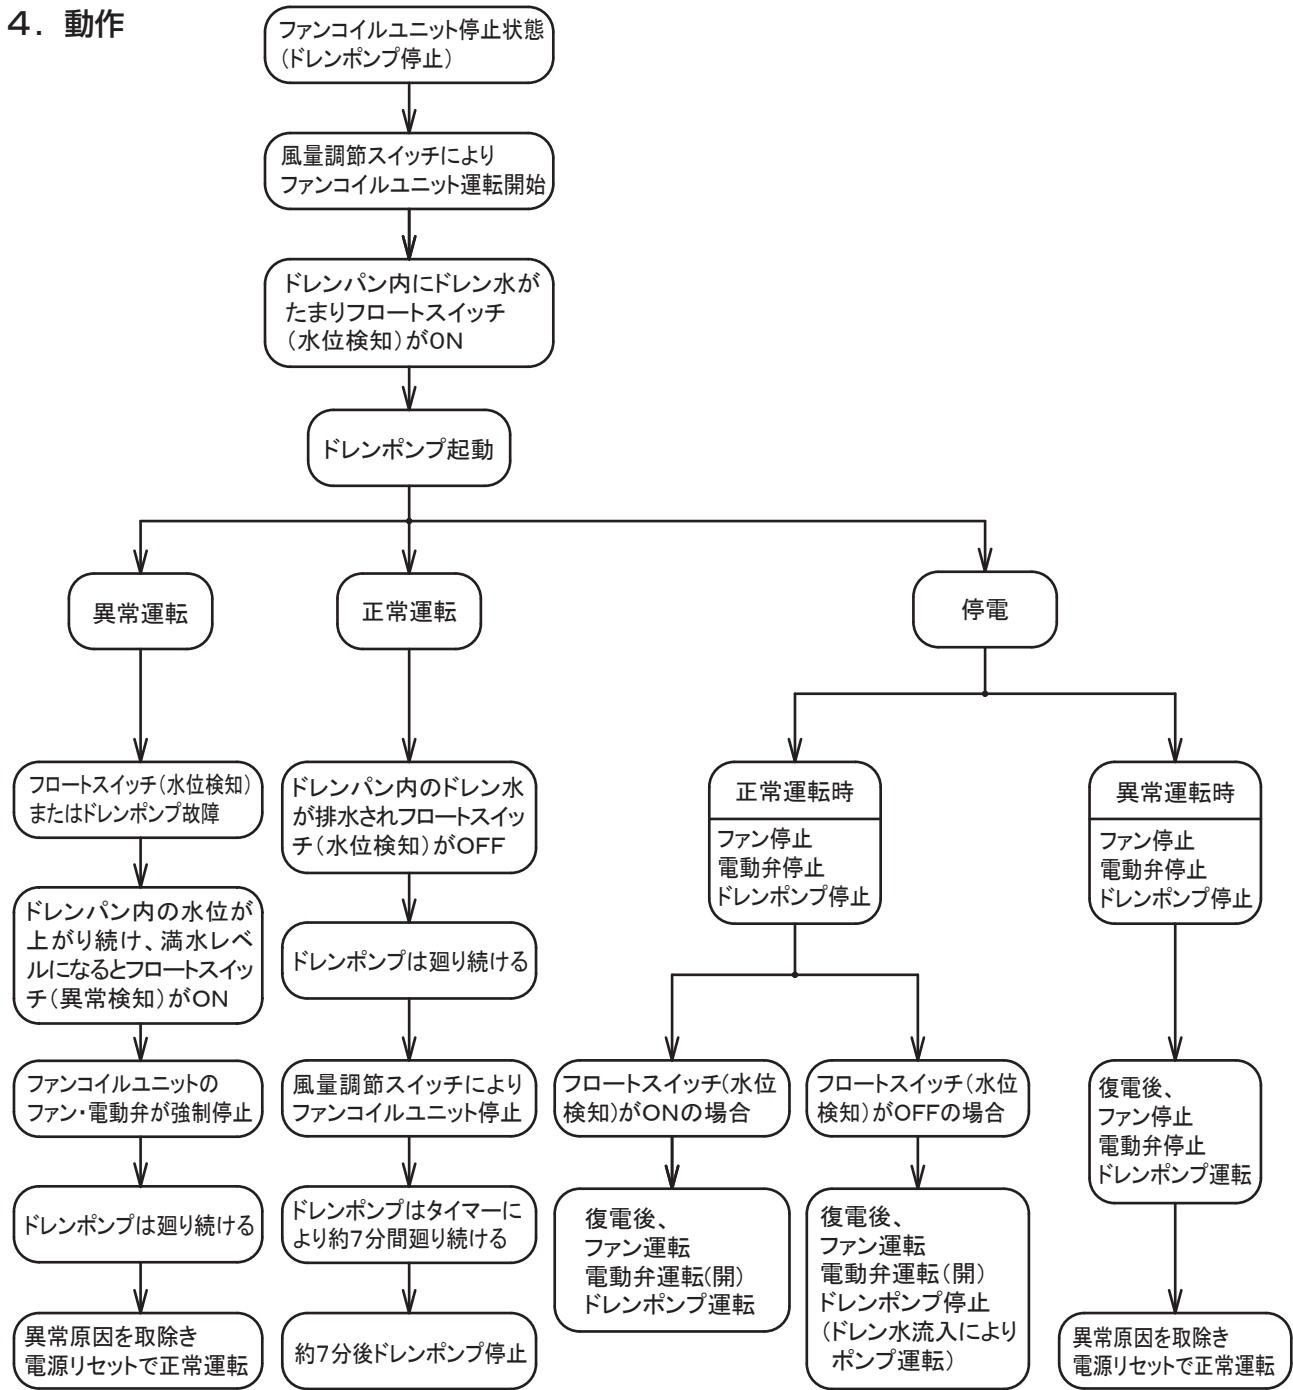 4. 動作
ファンコイルユニット停止状態
(ドレンポンプ停止)
風量調節スイッチにより
ファンコイルユニット運転開始
ドレンパン内にドレン水が
たまりフロートスイッチ
(水位検知)がON
ドレンポンプ起動
異常運転
フロートスイッチ(水位検知)
またはドレンポンプ故障
ドレンパン内の水位が
上がり続け、満水レベ
ルになるとフロートスイッ
チ(異常検知)がON
ファンコイルユニットの
ファン・電動弁が強制停止
ドレンポンプは廻り続ける
異常原因を取除き
電源リセットで正常運転
正常運転
ドレンパン内のドレン水
が排水されフロートスイッ
チ(水位検知)がOFF
ドレンポンプは廻り続ける
風量調節スイッチにより
ファンコイルユニット停止
ドレンポンプはタイマーに
より約7分間廻り続ける
約7分後ドレンポンプ停止
停電
正常運転時
ファン停止
電動弁停止
ドレンポンプ停止
フロートスイッチ(水位
検知)がONの場合
復電後、
ファン運転
電動弁運転(開)
ドレンポンプ運転
フロートスイッチ(水位
検知)がOFFの場合
復電後、
ファン運転
電動弁運転(開)
ドレンポンプ停止
(ドレン水流入により
ポンプ運転)
異常運転時
ファン停止
電動弁停止
ドレンポンプ停止
復電後、
ファン停止
電動弁停止
ドレンポンプ運転
異常原因を取除き
電源リセットで正常運転